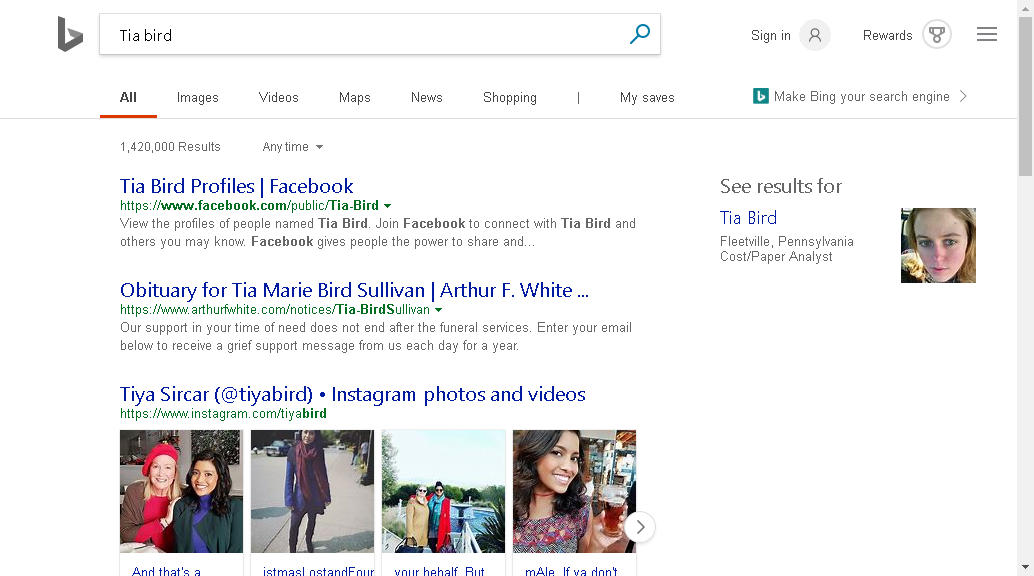 Tia bird
Sign in
Rewards
All
Images
Videos
Maps
News
Shopping
|
My saves
Make Bing your search engine
1,420,000 Results
Any time
Tia Bird Profiles | Facebook
https://www.facebook.com/public/Tia-Bird
View the profiles of people named Tia Bird. Join Facebook to connect with Tia Bird and
others you may know. Facebook gives people the power to share and...
Obituary for Tia Marie Bird Sullivan | Arthur F. White ...
https://www.arthurfwhite.com/notices/Tia-BirdSullivan
Our support in your time of need does not end after the funeral services. Enter your email
below to receive a grief support message from us each day for a year.
Tiya Sircar (@tiyabird) • Instagram photos and videos
https://www.instagram.com/tiyabird
And that's a
istmasLostandFour
your behalf. But
mAle. If ya don't
See results for
Tia Bird
Fleetville, Pennsylvania
Cost/Paper Analyst